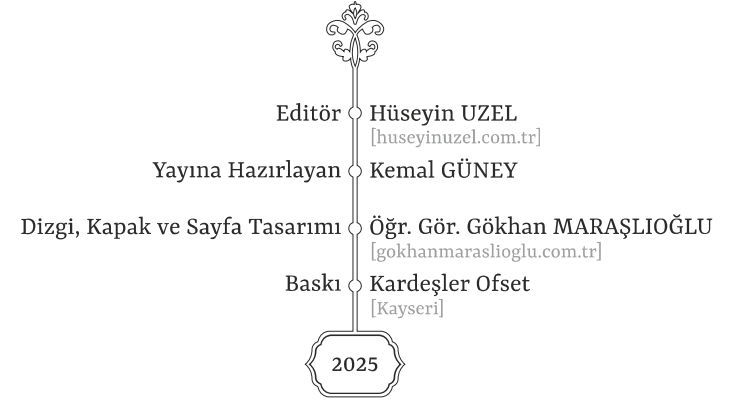 Editör Hüseyin UZEL
[huseyinuzel.com.tr]
Yayına Hazırlayan Kemal GÜNEY
Dizgi, Kapak ve Sayfa Tasarımı Öğr. Gör. Gökhan MARAŞLIOĞLU
[gokhanmaraslioglu.com.tr]
Baskı Kardeşler Ofset
[Kayseri]
2025